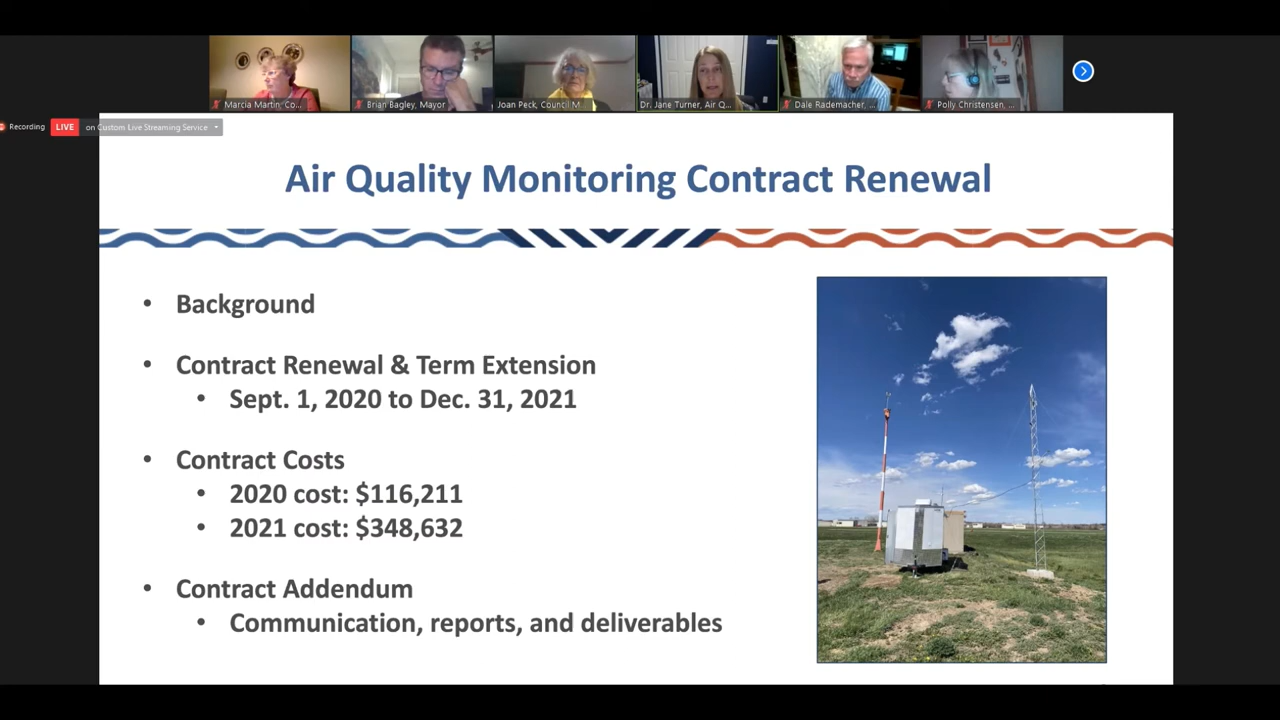 Marcia Martin, Co...
Brian Bagley, Mayor
Joan Peck, Council M...
Dr. Jane Turner, Air Q...
Dale Rademacher, ...
Polly Christensen, ...
Recording
LIVE
on Custom Live Streaming Service
Air Quality Monitoring Contract Renewal
• Background
• Contract Renewal & Term Extension
• Sept. 1, 2020 to Dec. 31, 2021
• Contract Costs
• 2020 cost: $116,211
• 2021 cost: $348,632
• Contract Addendum
• Communication, reports, and deliverables